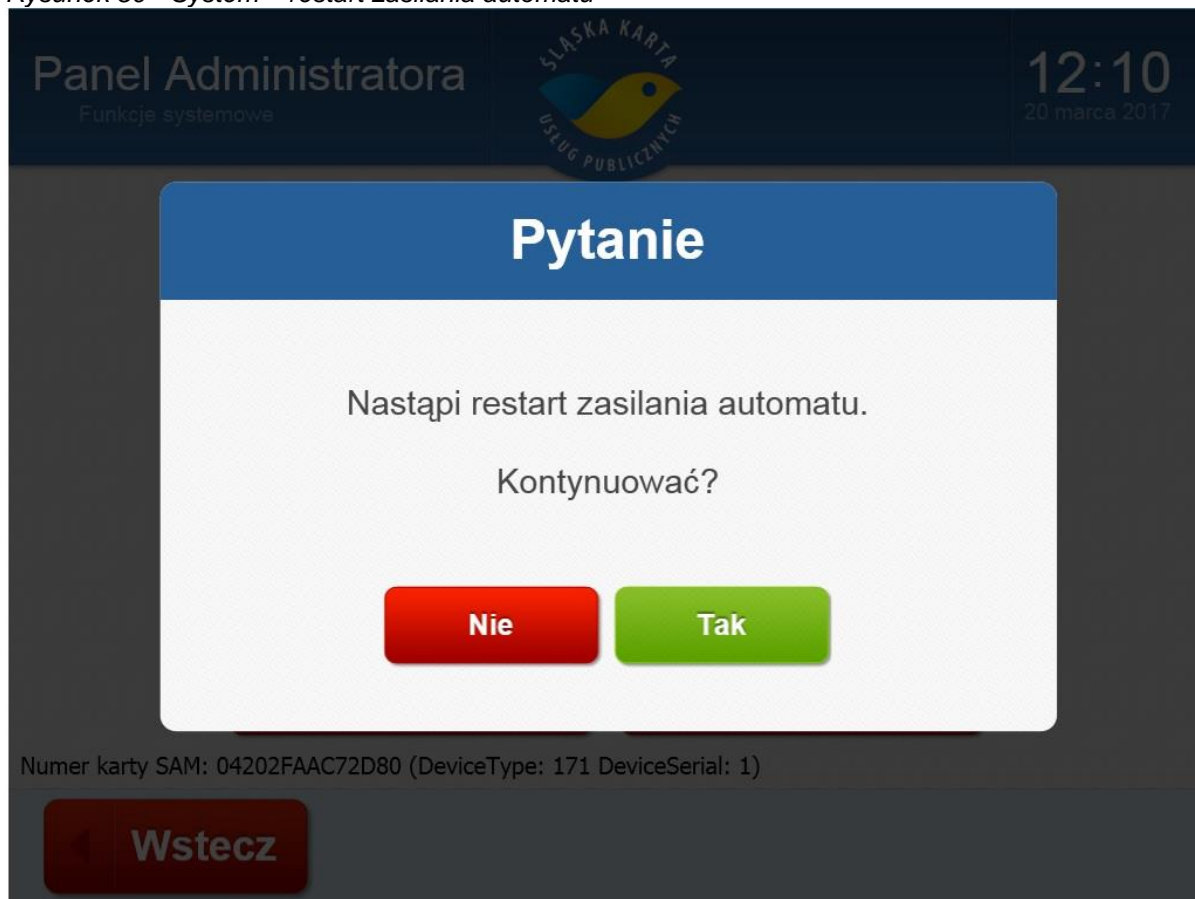 Panel Administratora
Funkcje systemowe
ŚLĄSKA KARTA
USŁUG PUBLICZNYCH
12:10
20 marca 2017
Pytanie
Nastąpi restart zasilania automatu.
Kontynuować?
Nie
Tak
Numer karty SAM: 04202FAAC72D80 (DeviceType: 171 DeviceSerial: 1)
Wstecz